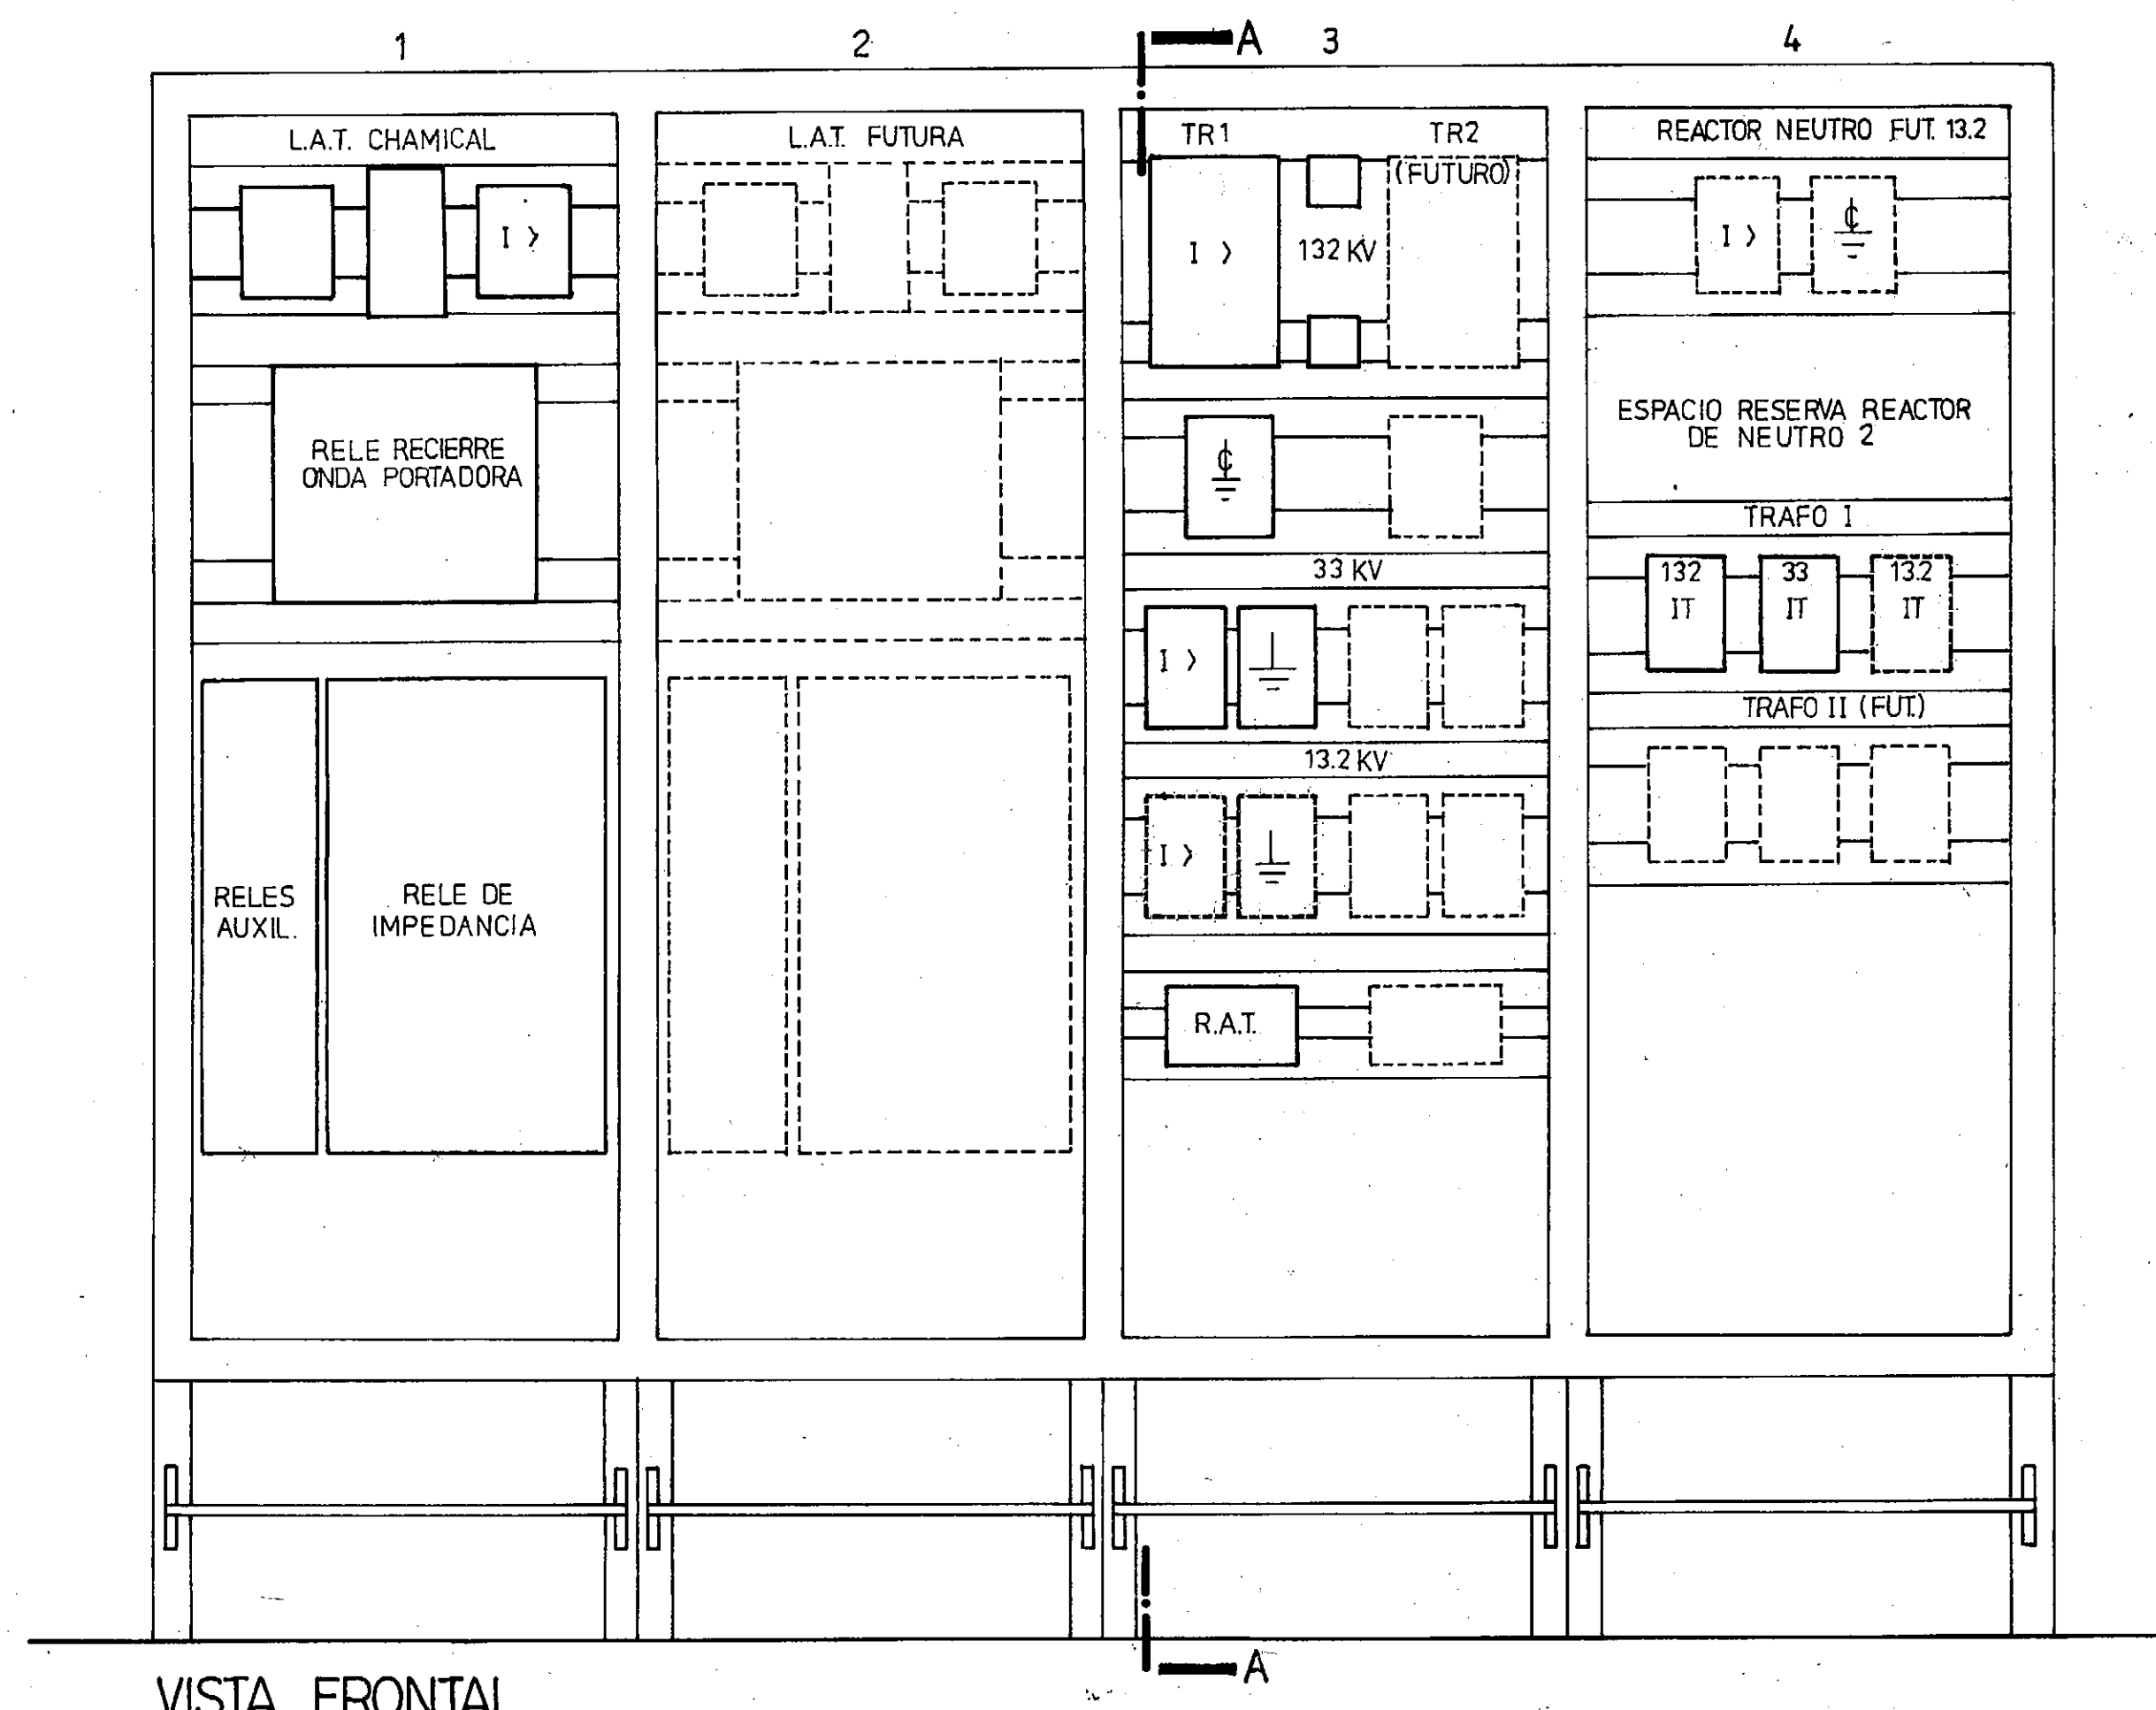 1
2
A
3
4
L.A.T. CHAMICAL
I >
RELE RECIERRE
ONDA PORTADORA
RELES
AUXIL.
RELE DE
IMPEDANCIA
L.A.T. FUTURA
TR1
TR2
(FUTURO)
I >
132 KV
33 KV
I >
13.2 KV
I >
R.A.T.
REACTOR NEUTRO FUT. 13.2
I >
ESPACIO RESERVA REACTOR
DE NEUTRO 2
TRAFO I
132
IT
33
IT
13.2
IT
TRAFO II (FUT.)
A
VISTA FRONTAL